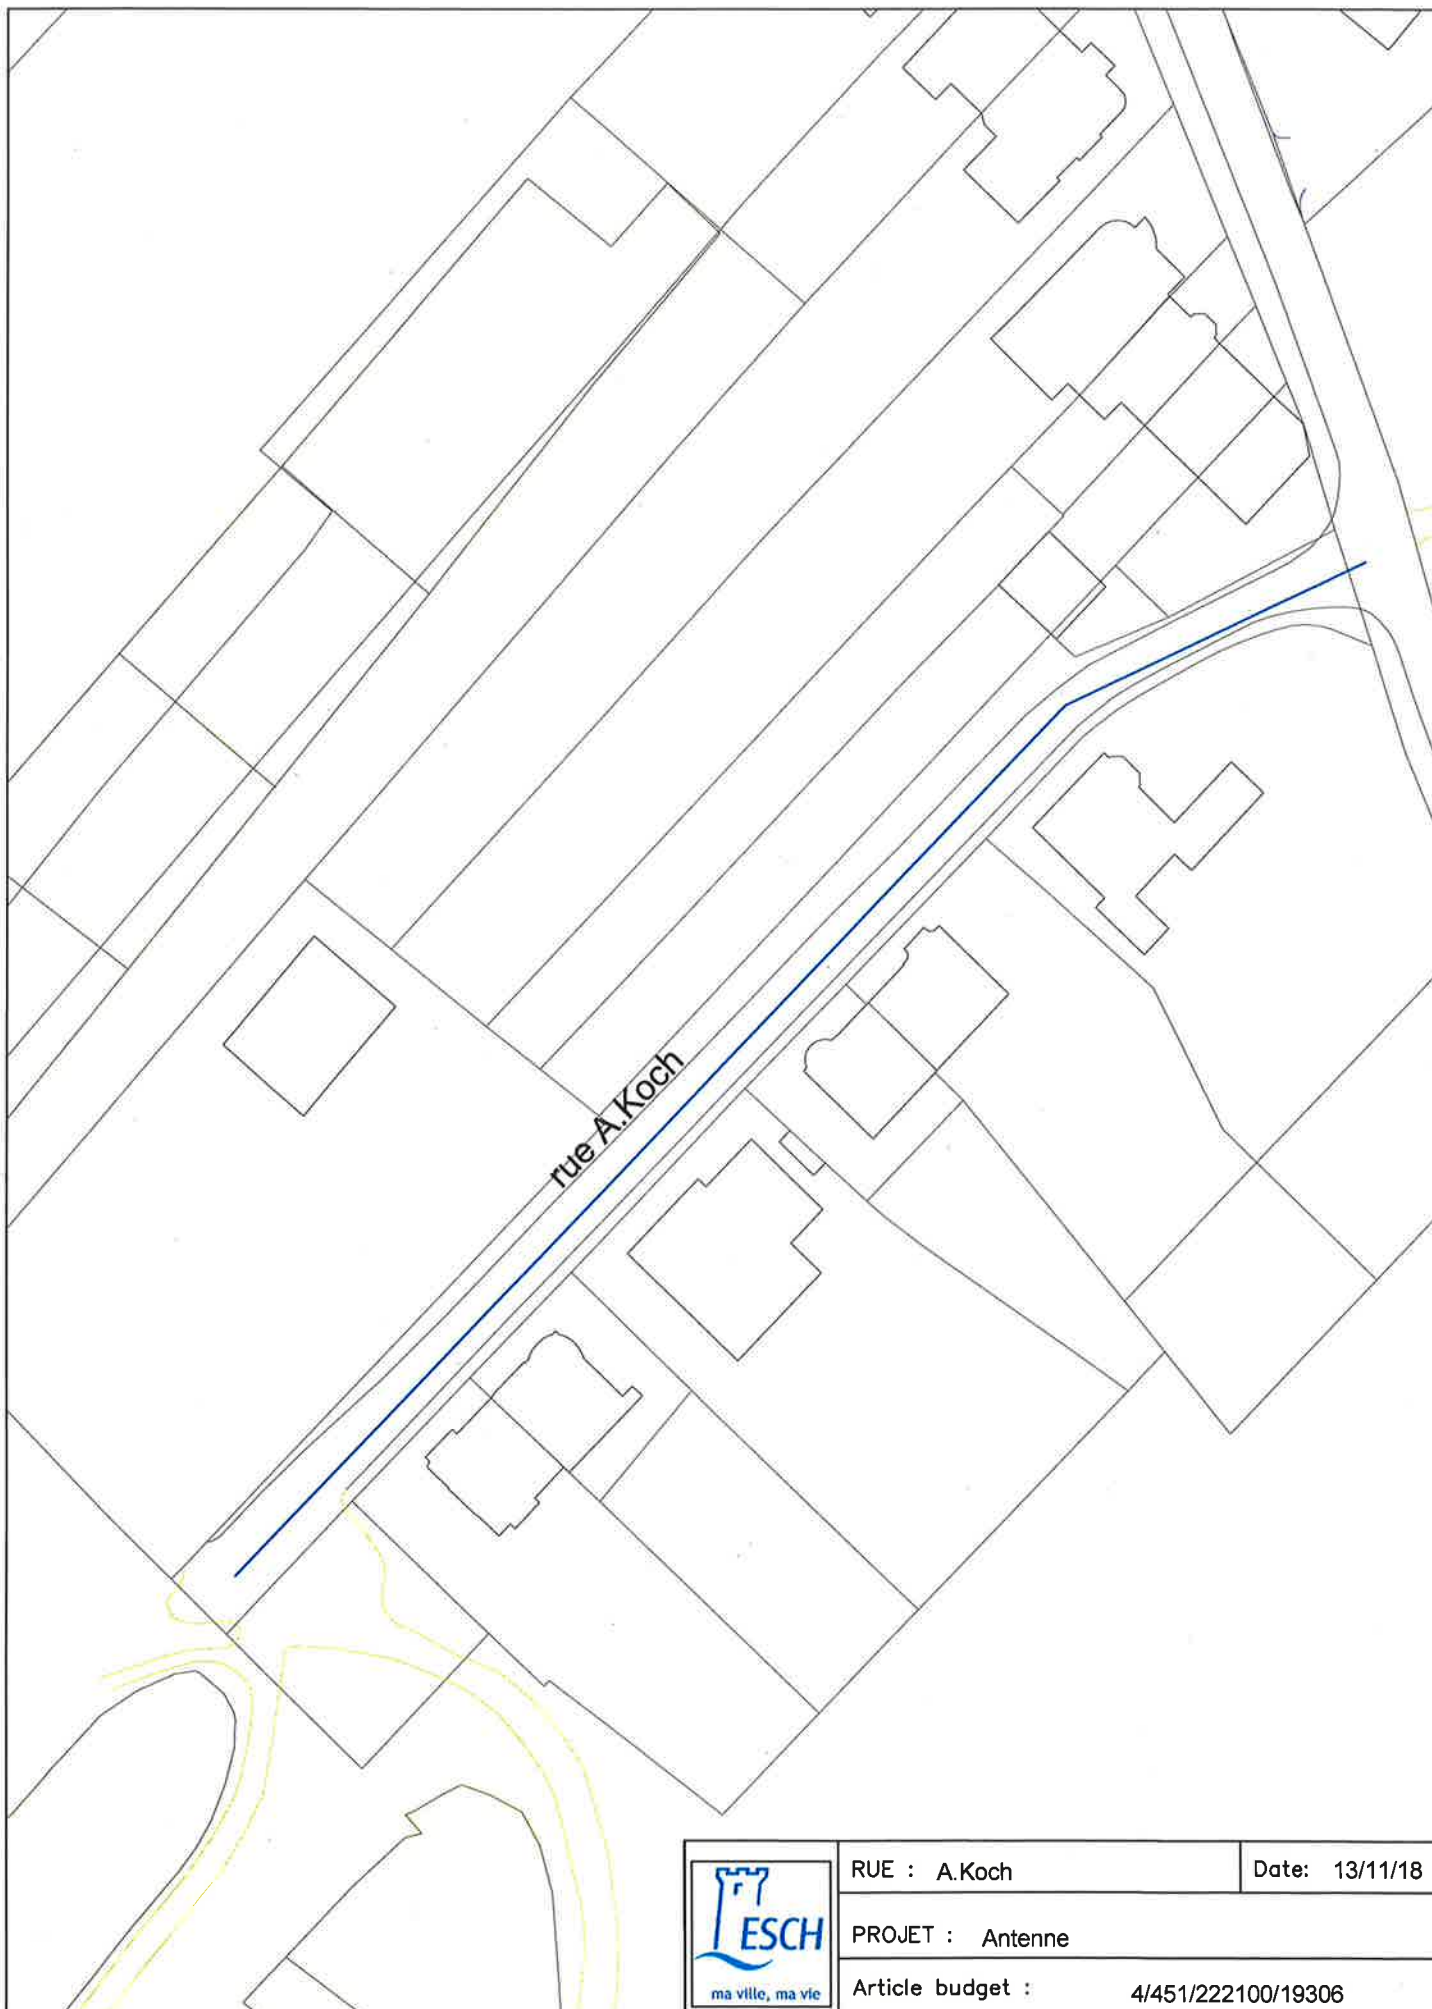 rue A.Koch
ESCH
ma ville, ma vie
RUE : A.Koch
Date: 13/11/18
PROJET : Antenne
Article budget : 4/451/222100/19306